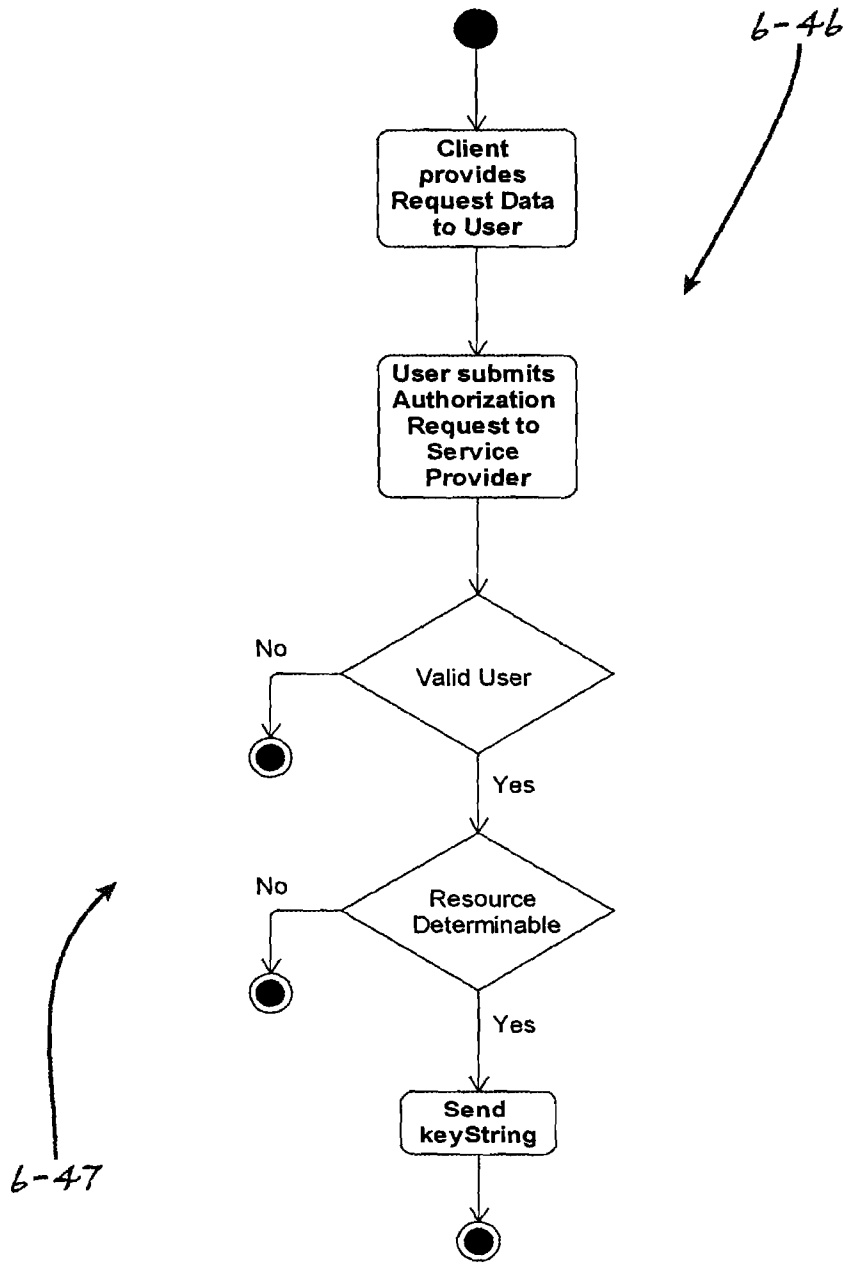 6-46
Client
provides
Request Data
to User
User submits
Authorization
Request to
Service
Provider
No
Valid User
Yes
No
Resource
Determinable
Yes
Send
keyString
6-47